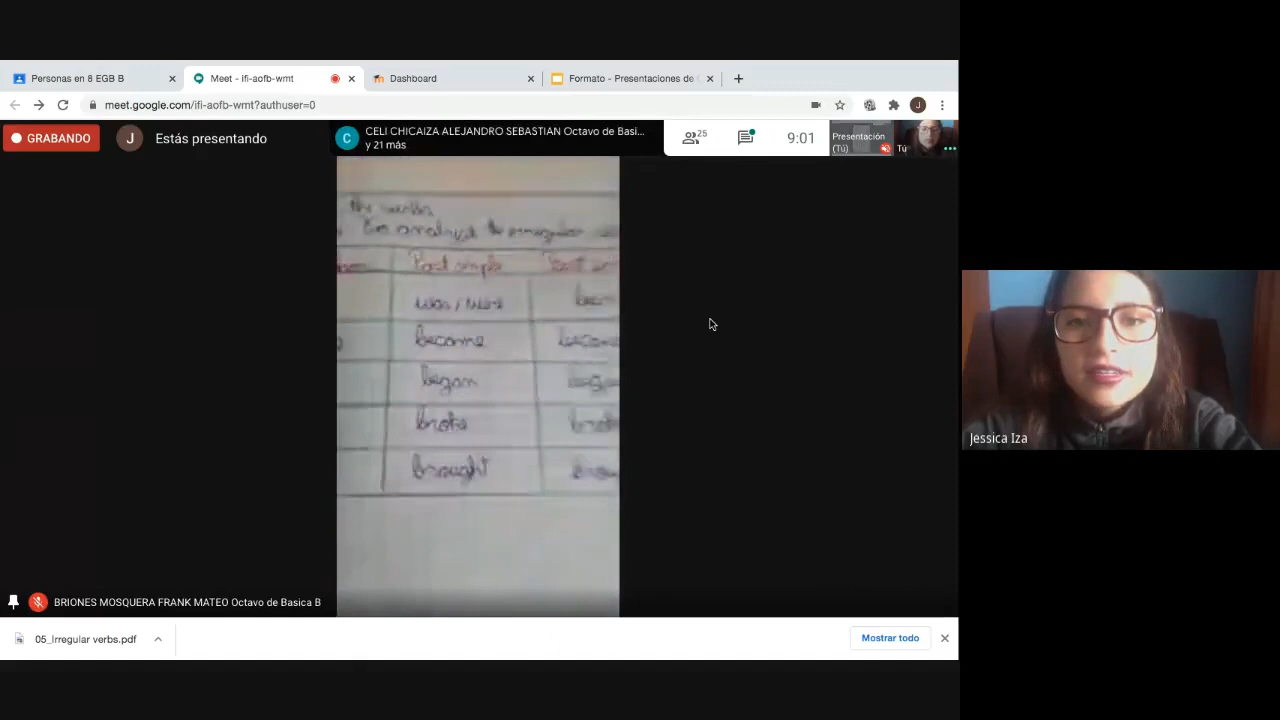 Personas en 8 EGB B
Meet - ifi-aofb-wmt
Dashboard
Formato - Presentaciones de
meet.google.com/ifi-aofb-wmt?authuser=0
J
GRABANDO
J
Estás presentando
C
CELI CHICAIZA ALEJANDRO SEBASTIAN Octavo de Basi...
y 21 más
25
9:01
Presentación
(Tú)
Tú
the verbs
Past simple
was / were
become
began
broke
brought
Jessica Iza
BRIONES MOSQUERA FRANK MATEO Octavo de Basica B
05_Irregular verbs.pdf
Mostrar todo